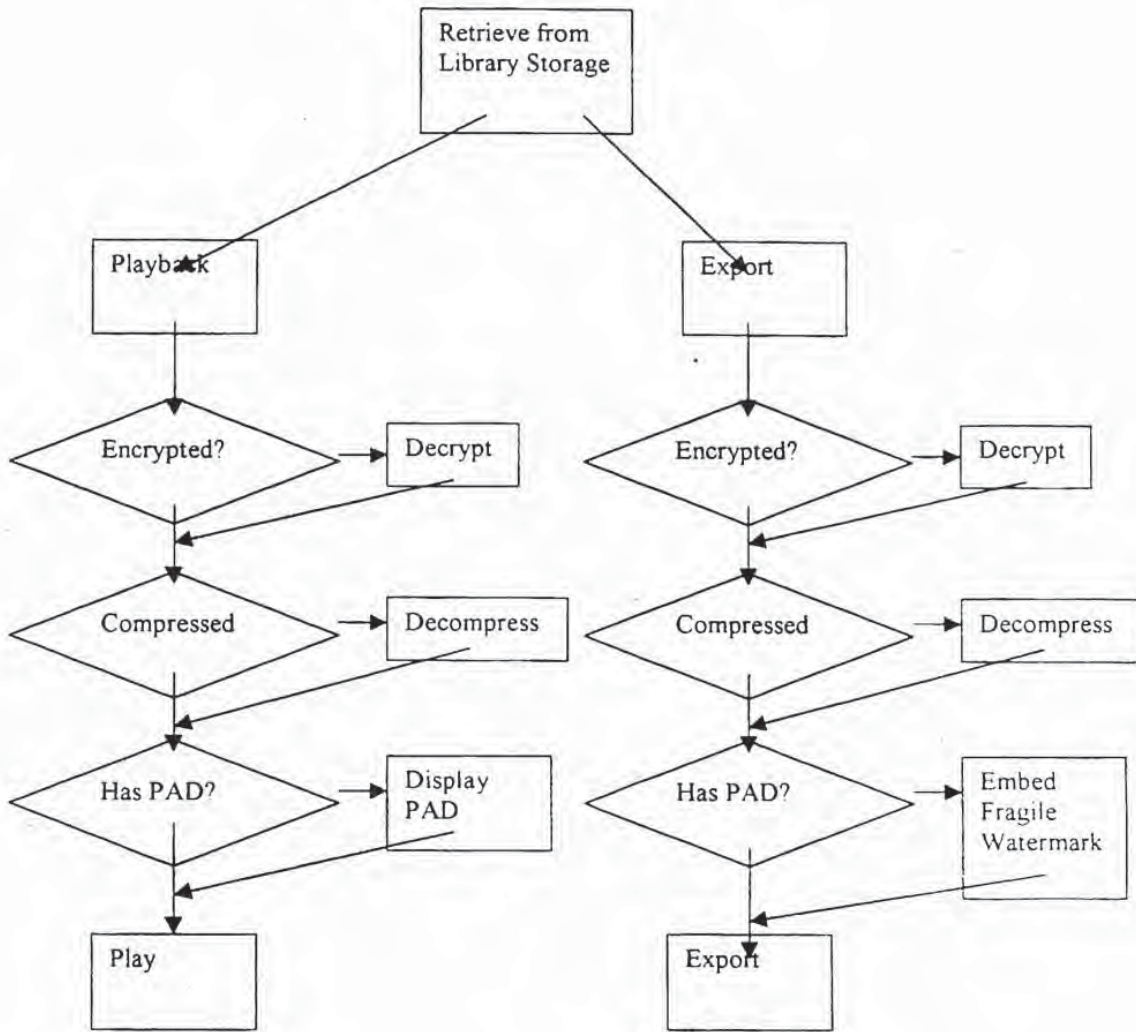 Retrieve from
Library Storage
Playback
Export
Encrypted?
Decrypt
Encrypted?
Decrypt
Compressed
Decompress
Compressed
Decompress
Has PAD?
Display
PAD
Has PAD?
Embed
Fragile
Watermark
Play
Export